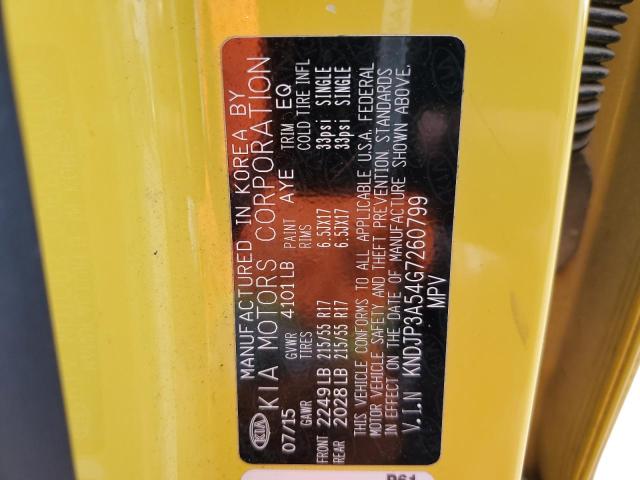 MANUFACTURED IN KOREA BY
KIA KIA MOTORS CORPORATION
07/15 GVWR 4101LB PAINT AYE TRIM EQ
GAWR TIRES RIMS COLD TIRE INFL
FRONT 2249LB 215/55 R17 6.5JX17 33psi SINGLE
REAR 2028LB 215/55 R17 6.5JX17 33psi SINGLE
THIS VEHICLE CONFORMS TO ALL APPLICABLE U.S.A. FEDERAL
MOTOR VEHICLE SAFETY AND THEFT PREVENTION STANDARDS
IN EFFECT ON THE DATE OF MANUFACTURE SHOWN ABOVE.
V.I.N KNDJP3A54G7260799
MPV